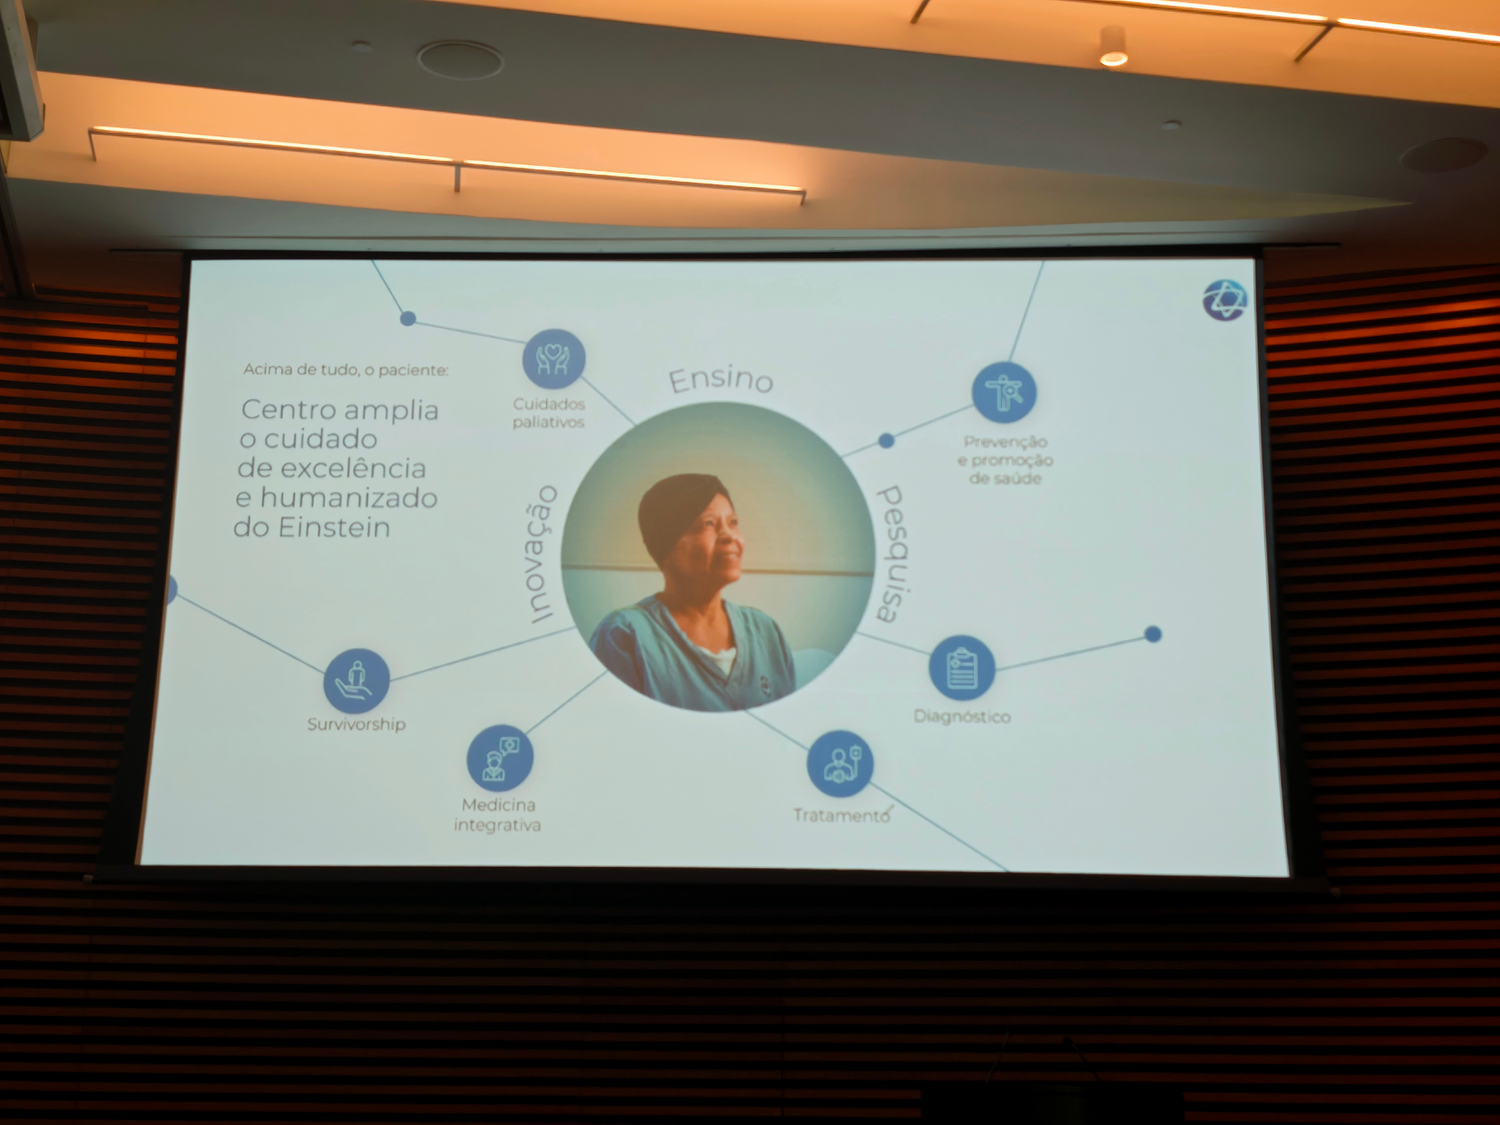 Acima de tudo, o paciente:
Centro amplia
o cuidado
de excelência
e humanizado
do Einstein
Cuidados
paliativos
Ensino
Prevenção
e promoção
de saúde
Inovação
Pesquisa
Survivorship
Diagnóstico
Medicina
integrativa
Tratamento